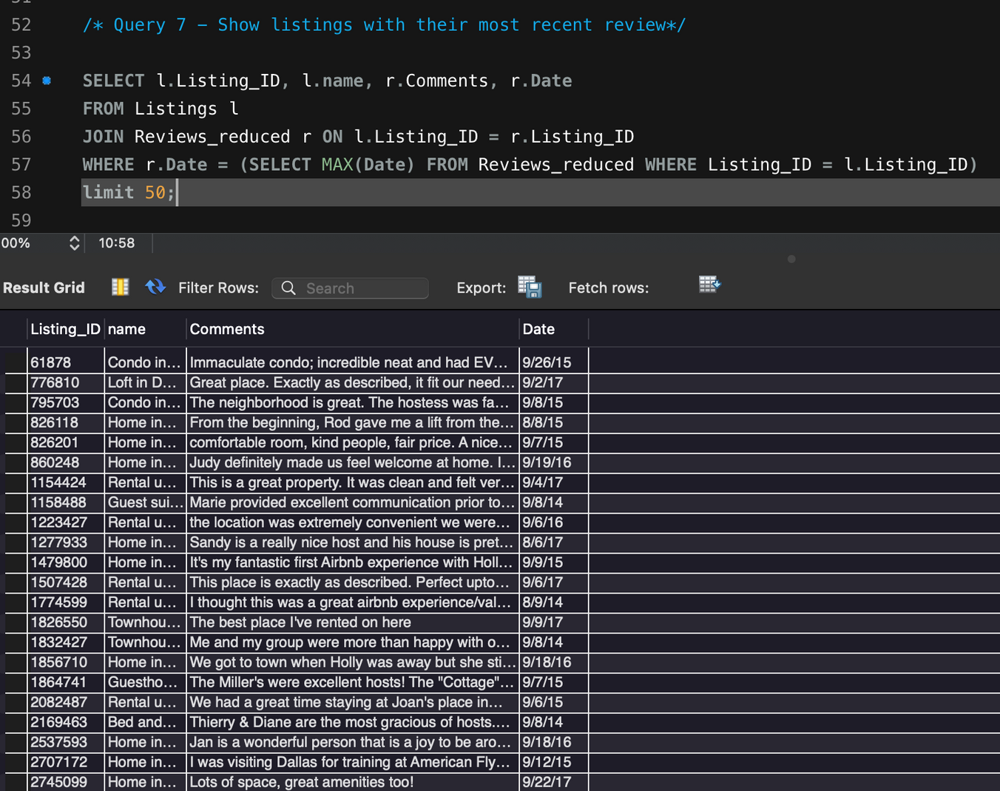 52 /* Query 7 – Show listings with their most recent review*/
53
54 SELECT l.Listing_ID, l.name, r.Comments, r.Date
55 FROM Listings l
56 JOIN Reviews_reduced r ON l.Listing_ID = r.Listing_ID
57 WHERE r.Date = (SELECT MAX(Date) FROM Reviews_reduced WHERE Listing_ID = l.Listing_ID)
58 limit 50;
59
00% 10:58
Result Grid Filter Rows: Search Export: Fetch rows:
Listing_ID name Comments Date
61878 Condo in... Immaculate condo; incredible neat and had EV... 9/26/15
776810 Loft in D... Great place. Exactly as described, it fit our need... 9/2/17
795703 Condo in... The neighborhood is great. The hostess was fa... 9/8/15
826118 Home in... From the beginning, Rod gave me a lift from the... 8/8/15
826201 Home in... comfortable room, kind people, fair price. A nice... 9/7/15
860248 Home in... Judy definitely made us feel welcome at home. I... 9/19/16
1154424 Rental u... This is a great property. It was clean and felt ver... 9/4/17
1158488 Guest sui... Marie provided excellent communication prior to... 9/8/14
1223427 Rental u... the location was extremely convenient we were... 9/6/16
1277933 Home in... Sandy is a really nice host and his house is pret... 8/6/17
1479800 Home in... It's my fantastic first Airbnb experience with Holl... 9/9/15
1507428 Rental u... This place is exactly as described. Perfect upto... 9/6/17
1774599 Rental u... I thought this was a great airbnb experience/val... 8/9/14
1826550 Townhou... The best place I've rented on here 9/9/17
1832427 Townhou... Me and my group were more than happy with o... 9/8/14
1856710 Home in... We got to town when Holly was away but she sti... 9/18/16
1864741 Guestho... The Miller's were excellent hosts! The "Cottage"... 9/7/15
2082487 Rental u... We had a great time staying at Joan's place in... 9/6/15
2169463 Bed and... Thierry & Diane are the most gracious of hosts.... 9/8/14
2537593 Home in... Jan is a wonderful person that is a joy to be aro... 9/18/16
2707172 Home in... I was visiting Dallas for training at American Fly... 9/12/15
2745099 Home in... Lots of space, great amenities too! 9/22/17